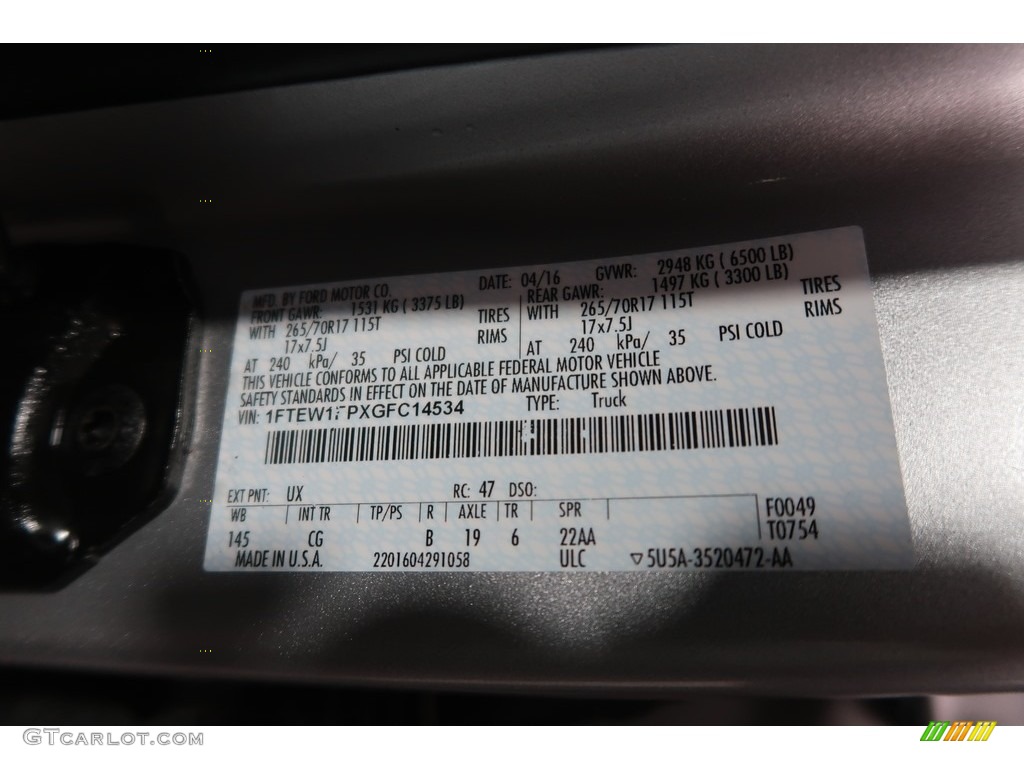 MFD. BY FORD MOTOR CO. DATE: 04/16 GVWR: 2948 KG ( 6500 LB)
FRONT GAWR: 1531 KG ( 3375 LB) REAR GAWR: 1497 KG ( 3300 LB)
WITH 265/70R17 115T TIRES WITH 265/70R17 115T TIRES
17x7.5J RIMS 17x7.5J RIMS
AT 240 kPa/ 35 PSI COLD AT 240 kPa/ 35 PSI COLD
THIS VEHICLE CONFORMS TO ALL APPLICABLE FEDERAL MOTOR VEHICLE
SAFETY STANDARDS IN EFFECT ON THE DATE OF MANUFACTURE SHOWN ABOVE.
VIN: TYPE: Truck
EXT PNT: UX RC: 47 DSO:
WB INT TR TP/PS R AXLE TR SPR F0049
145 CG B 19 6 22AA T0754
MADE IN U.S.A. 2201604291058 ULC ▽5U5A-3520472-AA
GTcarlot.com